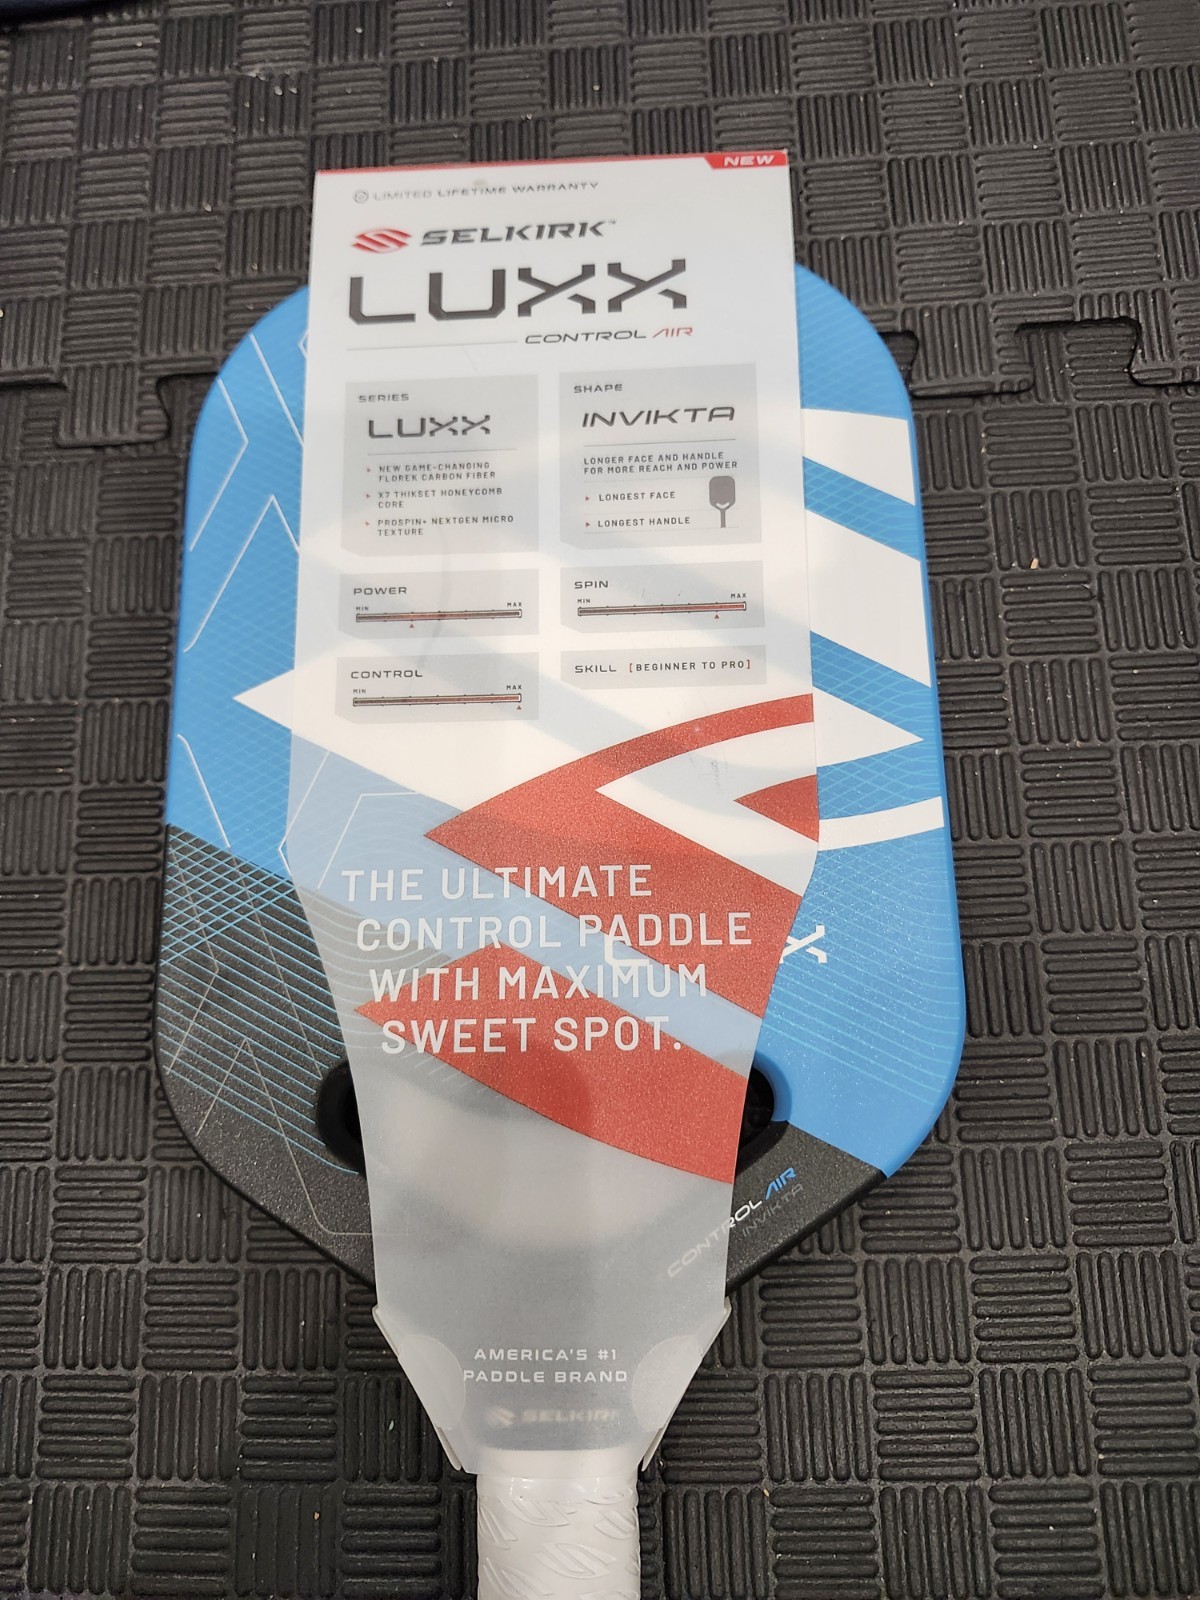 NEW
LIMITED LIFETIME WARRANTY
SELKIRK™
LUXX
CONTROL AIR
SERIES
LUXX
NEW GAME-CHANGING
FLOREK CARBON FIBER
X7 THIKSET HONEYCOMB
CORE
PROSPIN+ NEXTGEN MICRO
TEXTURE
SHAPE
INVIKTA
LONGER FACE AND HANDLE
FOR MORE REACH AND POWER
LONGEST FACE
LONGEST HANDLE
POWER
MIN MAX
SPIN
MIN MAX
CONTROL
MIN MAX
SKILL [BEGINNER TO PRO]
THE ULTIMATE
CONTROL PADDLE
WITH MAXIMUM
SWEET SPOT.
CONTROL AIR
INVIKTA
AMERICA'S #1
PADDLE BRAND
SELKIRK